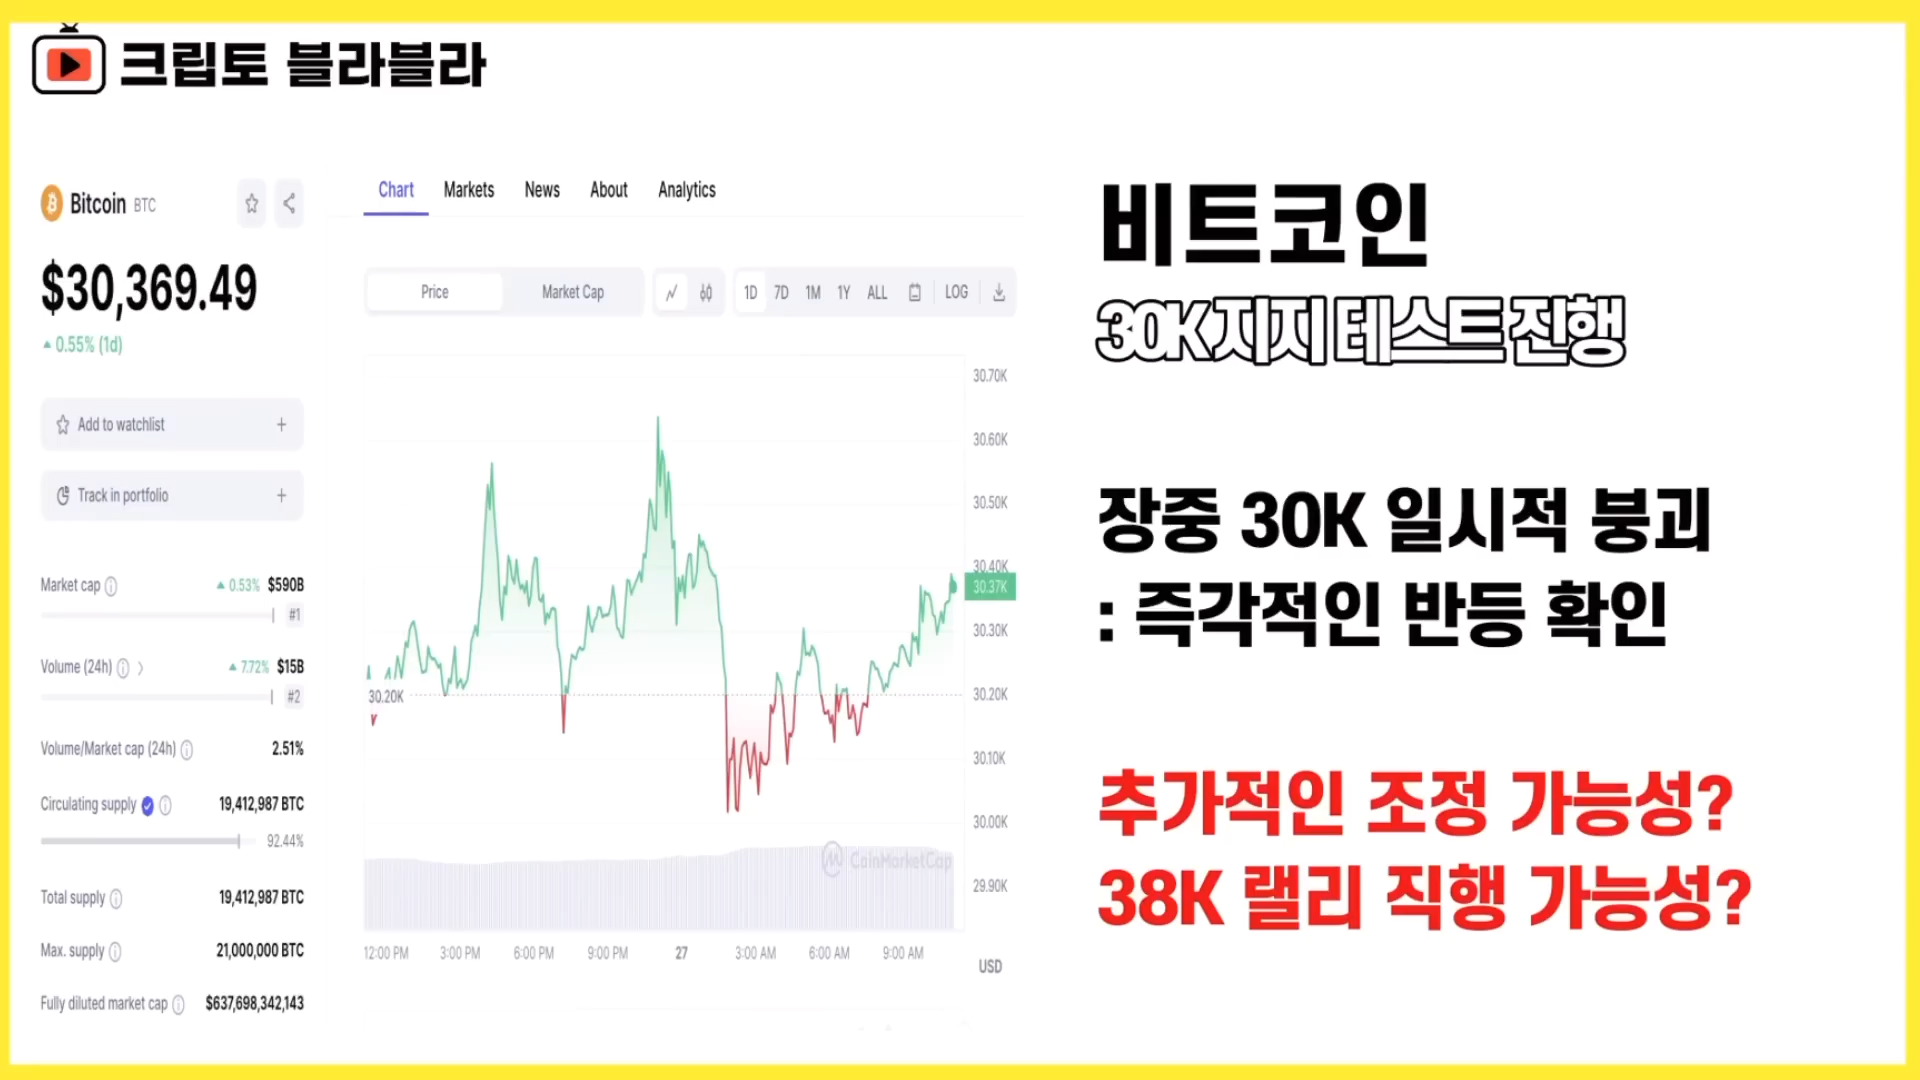 크립토 블라블라
Bitcoin BTC
$30,369.49
0.55% (1d)
Add to watchlist +
Track in portfolio +
Market cap 0.53% $590B
#1
Volume (24h) 7.72% $15B
#2
Volume/Market cap (24h) 2.51%
Circulating supply 19,412,987 BTC
92.44%
Total supply 19,412,987 BTC
Max. supply 21,000,000 BTC
Fully diluted market cap $637,698,342,143
Chart Markets News About Analytics
Price Market Cap 1D 7D 1M 1Y ALL LOG
30.70K
30.60K
30.50K
30.40K
30.37K
30.30K
30.20K
30.20K
30.10K
30.00K
29.90K
CoinMarketCap
12:00 PM 3:00 PM 6:00 PM 9:00 PM 27 3:00 AM 6:00 AM 9:00 AM
USD
비트코인
30K 지지 테스트 진행
장중 30K 일시적 붕괴
: 즉각적인 반등 확인
추가적인 조정 가능성?
38K 랠리 직행 가능성?